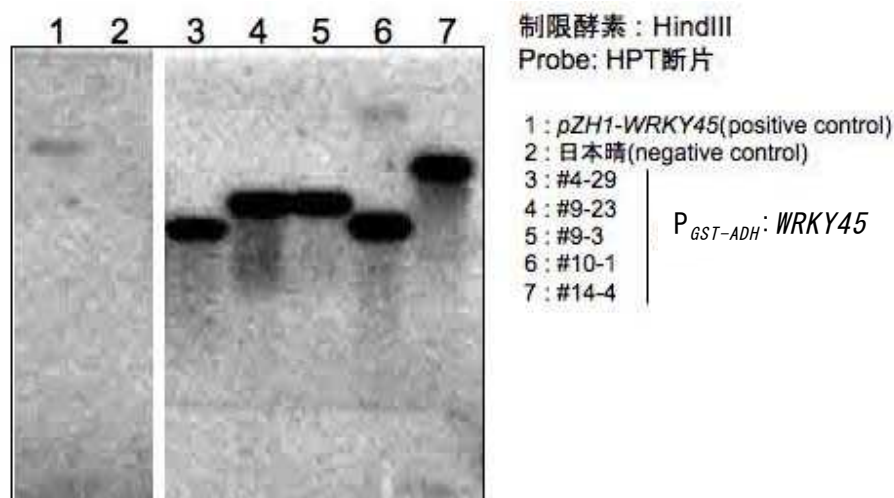 1 2 3 4 5 6 7
制限酵素 : HindIII
Probe: HPT断片
1 : pZH1-WRKY45(positive control)
2 : 日本晴(negative control)
3 : #4-29
4 : #9-23
5 : #9-3
6 : #10-1
7 : #14-4
P GST-ADH: WRKY45